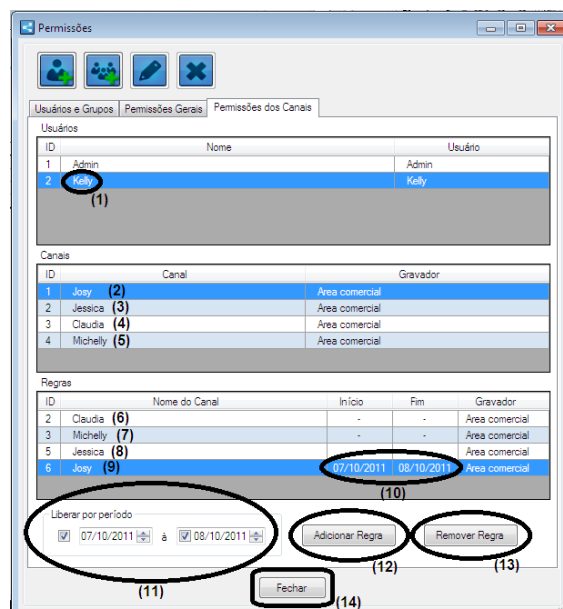 Permissões
Usuários e Grupos Permissões Gerais Permissões dos Canais
Usuários
ID Nome Usuário
1 Admin Admin
2 Kelly Kelly
(1)
Canais
ID Canal Gravador
1 Josy (2) Area comercial
2 Jessica (3) Area comercial
3 Claudia (4) Area comercial
4 Michelly (5) Area comercial
Regras
ID Nome do Canal Início Fim Gravador
2 Claudia (6) - - Area comercial
3 Michelly (7) - - Area comercial
5 Jessica (8) - - Area comercial
6 Josy (9) 07/10/2011 08/10/2011 Area comercial
(10)
Liberar por período
07/10/2011 à 08/10/2011 Adicionar Regra Remover Regra
(11) (12) (13)
Fechar (14)